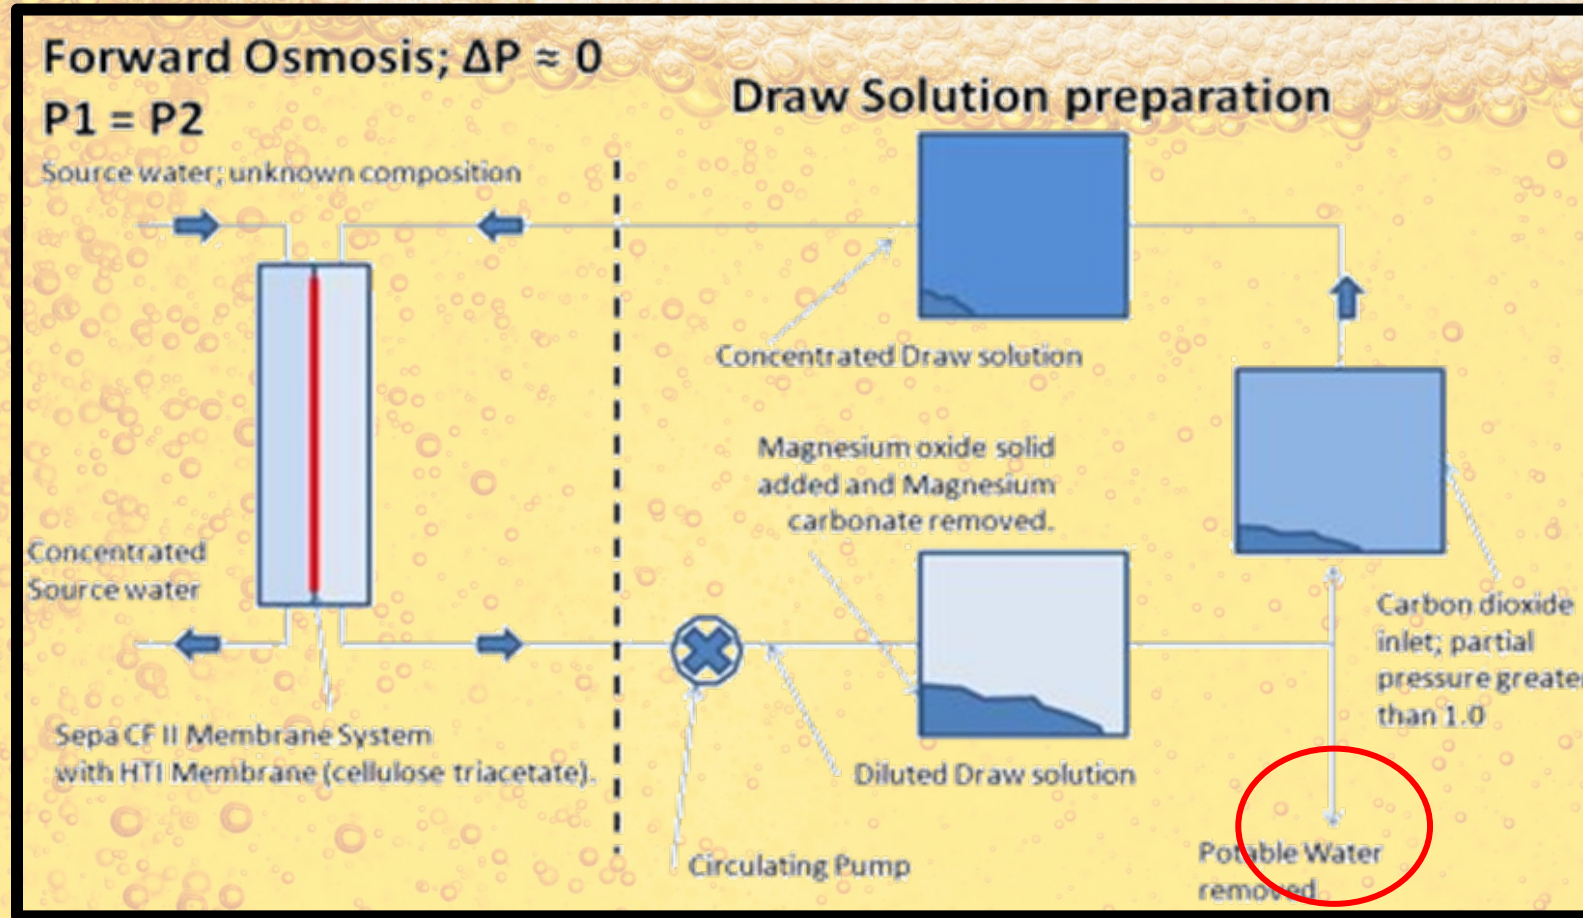 Forward Osmosis; ΔP ≈ 0
P1 = P2
Draw Solution preparation
Source water; unknown composition
Concentrated Draw solution
Magnesium oxide solid
added and Magnesium
carbonate removed.
Concentrated
Source water
Carbon dioxide
inlet; partial
pressure greater
than 1.0
Sepa CF II Membrane System
with HTI Membrane (cellulose triacetate).
Diluted Draw solution
Circulating Pump
Potable Water
removed